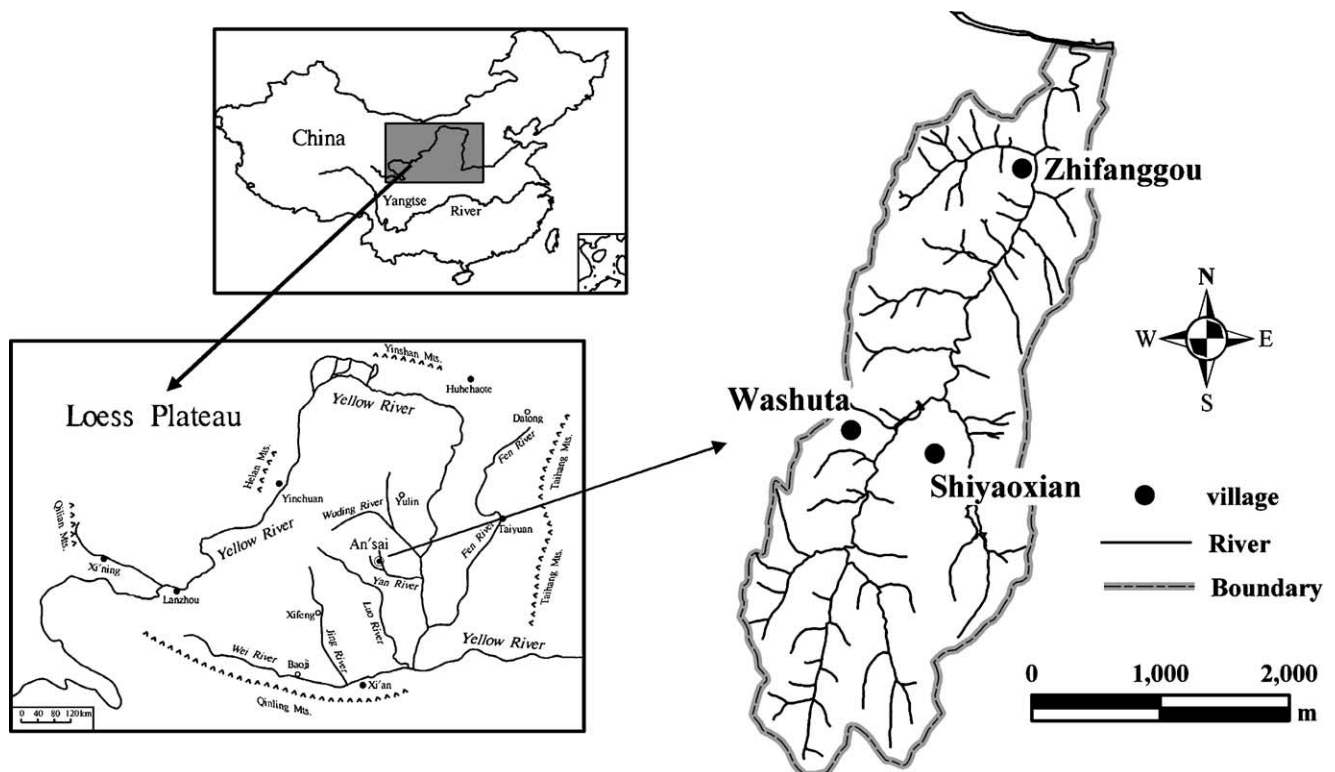 China
Yangtse
River
Loess Plateau
Yinshan Mts.
Huhehaote
Yellow River
Datong
Fen River
Helan Mts.
Yinchuan
Taihang Mts.
Qilian Mts.
Yulin
Wuding River
Taiyuan
Yellow River
An'sai
Fen River
Xi'ning
Yan River
Lanzhou
Taihang Mts.
Xifeng
Luo River
Jing River
Yellow River
Wei River
Baoji
Xi'an
Qinling Mts.
0 40 80 120km
Zhifanggou
Washuta
Shiyaoxian
N
W E
S
village
River
Boundary
0 1,000 2,000
m